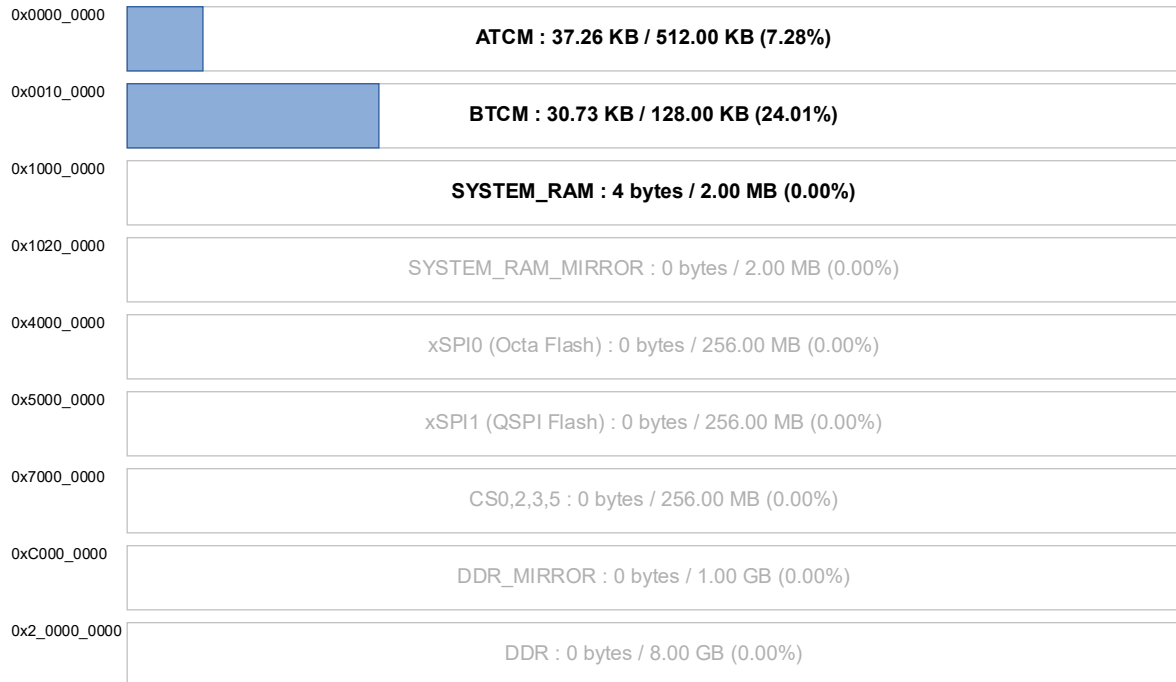 0x0000_0000
ATCM : 37.26 KB / 512.00 KB (7.28%)
0x0010_0000
BTCM : 30.73 KB / 128.00 KB (24.01%)
0x1000_0000
SYSTEM_RAM : 4 bytes / 2.00 MB (0.00%)
0x1020_0000
SYSTEM_RAM_MIRROR : 0 bytes / 2.00 MB (0.00%)
0x4000_0000
xSPI0 (Octa Flash) : 0 bytes / 256.00 MB (0.00%)
0x5000_0000
xSPI1 (QSPI Flash) : 0 bytes / 256.00 MB (0.00%)
0x7000_0000
CS0,2,3,5 : 0 bytes / 256.00 MB (0.00%)
0xC000_0000
DDR_MIRROR : 0 bytes / 1.00 GB (0.00%)
0x2_0000_0000
DDR : 0 bytes / 8.00 GB (0.00%)